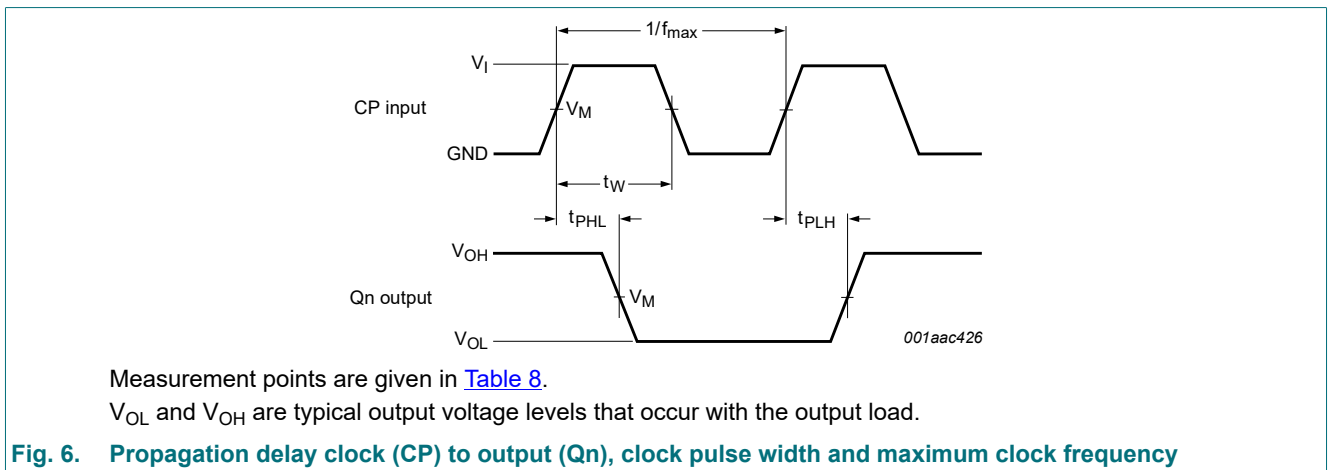 1/fmax
VI
CP input
VM
GND
tW
tPHL
tPLH
VOH
Qn output
VM
VOL
001aac426
Measurement points are given in Table 8.
VOL and VOH are typical output voltage levels that occur with the output load.
Fig. 6. Propagation delay clock (CP) to output (Qn), clock pulse width and maximum clock frequency